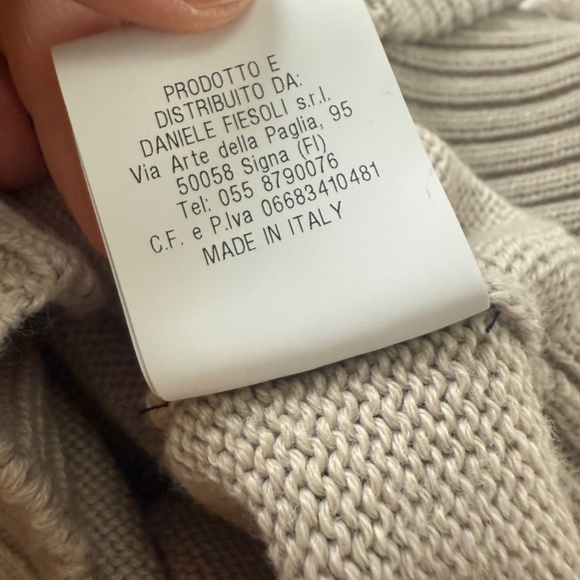 PRODOTTO E
DISTRIBUITO DA:
DANIELE FIESOLI s.r.l.
Via Arte della Paglia, 95
50058 Signa (FI)
Tel: 055 8790076
C.F. e P.Iva 06683410481
MADE IN ITALY